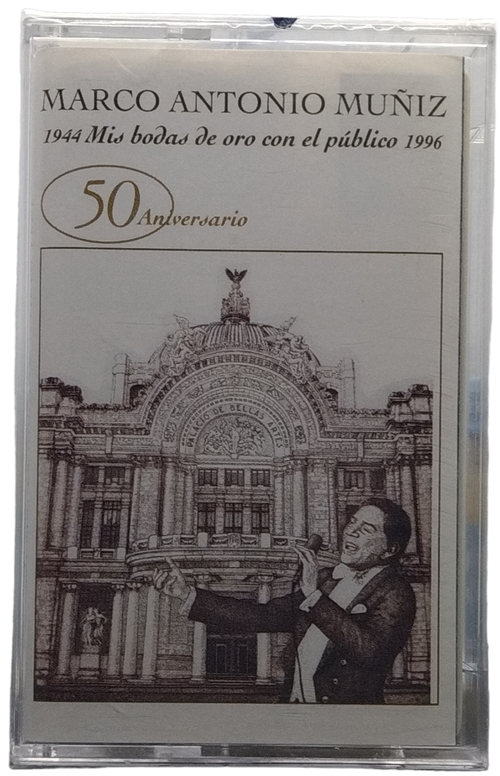 MARCO ANTONIO MUÑIZ
1944 Mis bodas de oro con el público 1996
50 Aniversario
PALACIO DE BELLAS ARTES